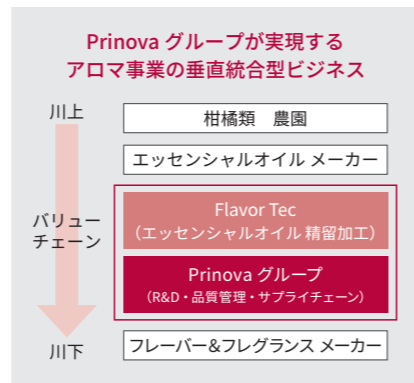 Prinova グループが実現する
アロマ事業の垂直統合型ビジネス
川上
柑橘類　農園
エッセンシャルオイル メーカー
バリュー
チェーン
Flavor Tec
（エッセンシャルオイル 精留加工）
Prinova グループ
（R&D・品質管理・サプライチェーン）
川下
フレーバー&フレグランス メーカー